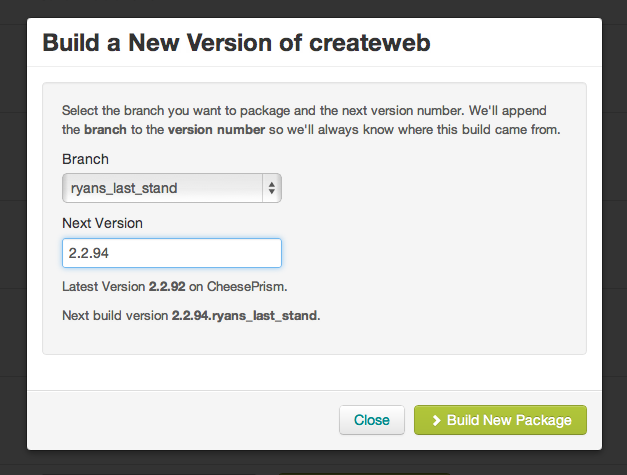 Build a New Version of createweb
Select the branch you want to package and the next version number. We'll append
the branch to the version number so we'll always know where this build came from.
Branch
ryans_last_stand
Next Version
2.2.94
Latest Version 2.2.92 on CheesePrism.
Next build version 2.2.94.ryans_last_stand.
Close
Build New Package